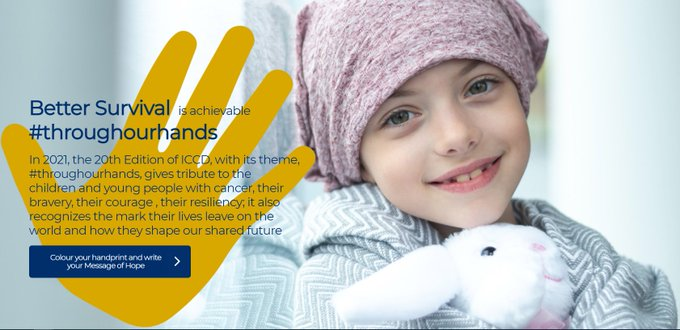 Better Survival is achievable
#throughourhands
In 2021, the 20th Edition of ICCD, with its theme,
#throughourhands, gives tribute to the
children and young people with cancer, their
bravery, their courage , their resiliency; it also
recognizes the mark their lives leave on the
world and how they shape our shared future
Colour your handprint and write
your Message of Hope